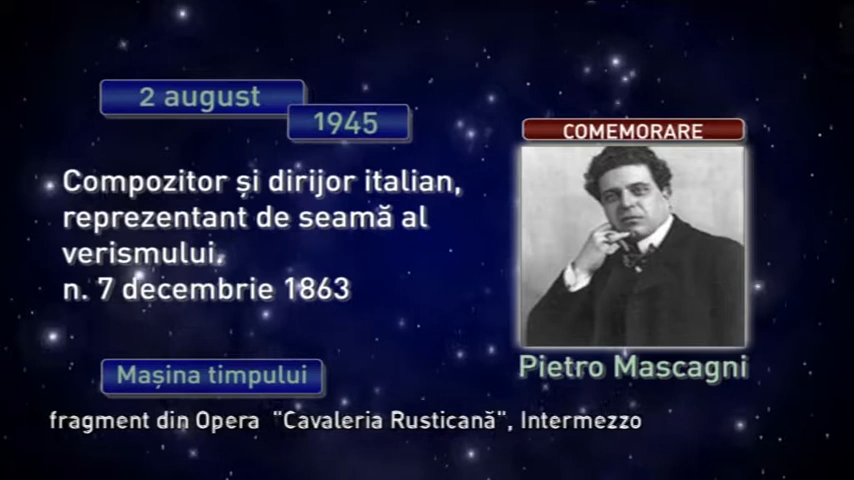 2 august
1945
COMEMORARE
Compozitor și dirijor italian,
reprezentant de seamă al
verismului,
n. 7 decembrie 1863
Pietro Mascagni
Mașina timpului
fragment din Opera "Cavaleria Rusticană", Intermezzo